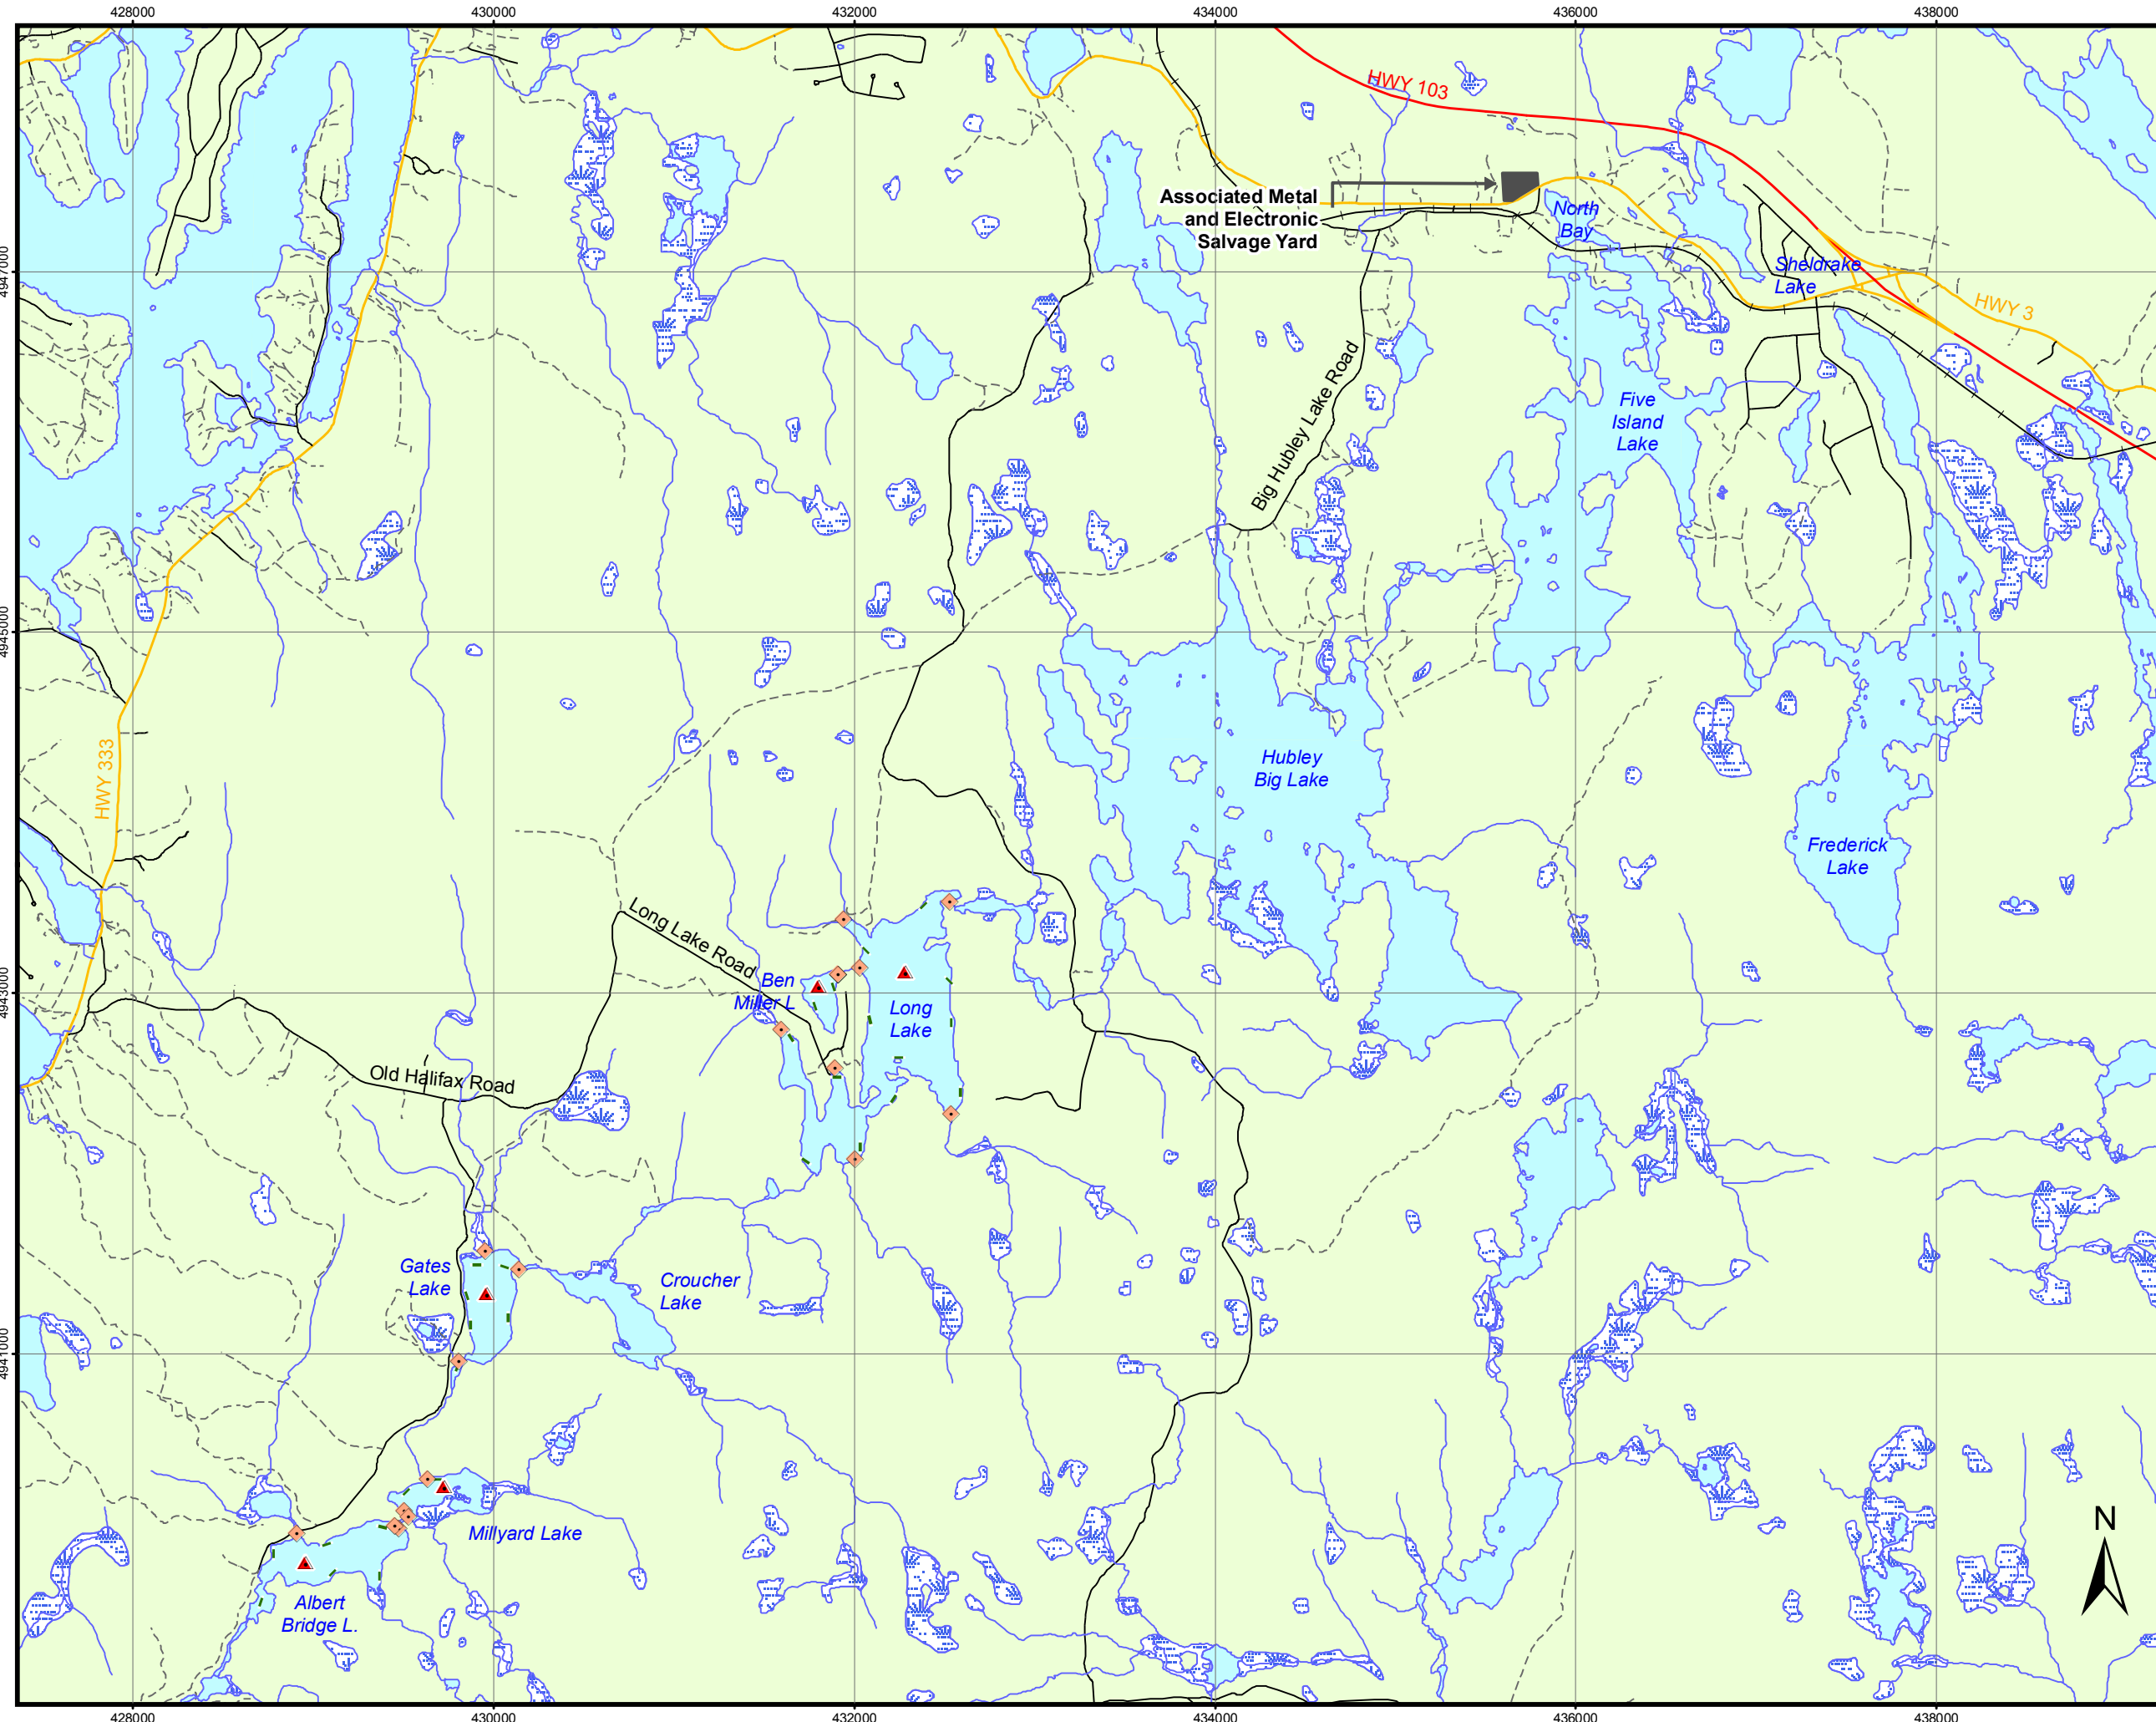 428000
430000
432000
434000
436000
438000
HWY 103
Associated Metal
and Electronic
Salvage Yard
North
Bay
4947000
Sheldrake
Lake
HWY 3
Big Hubley Lake Road
Five
Island
Lake
4945000
HWY 333
Hubley
Big Lake
Frederick
Lake
Long Lake Road
Ben
Miller L
4943000
Long
Lake
Old Halifax Road
Gates
Lake
Croucher
Lake
4941000
N
Millyard Lake
Albert
Bridge L.
428000
430000
432000
434000
436000
438000